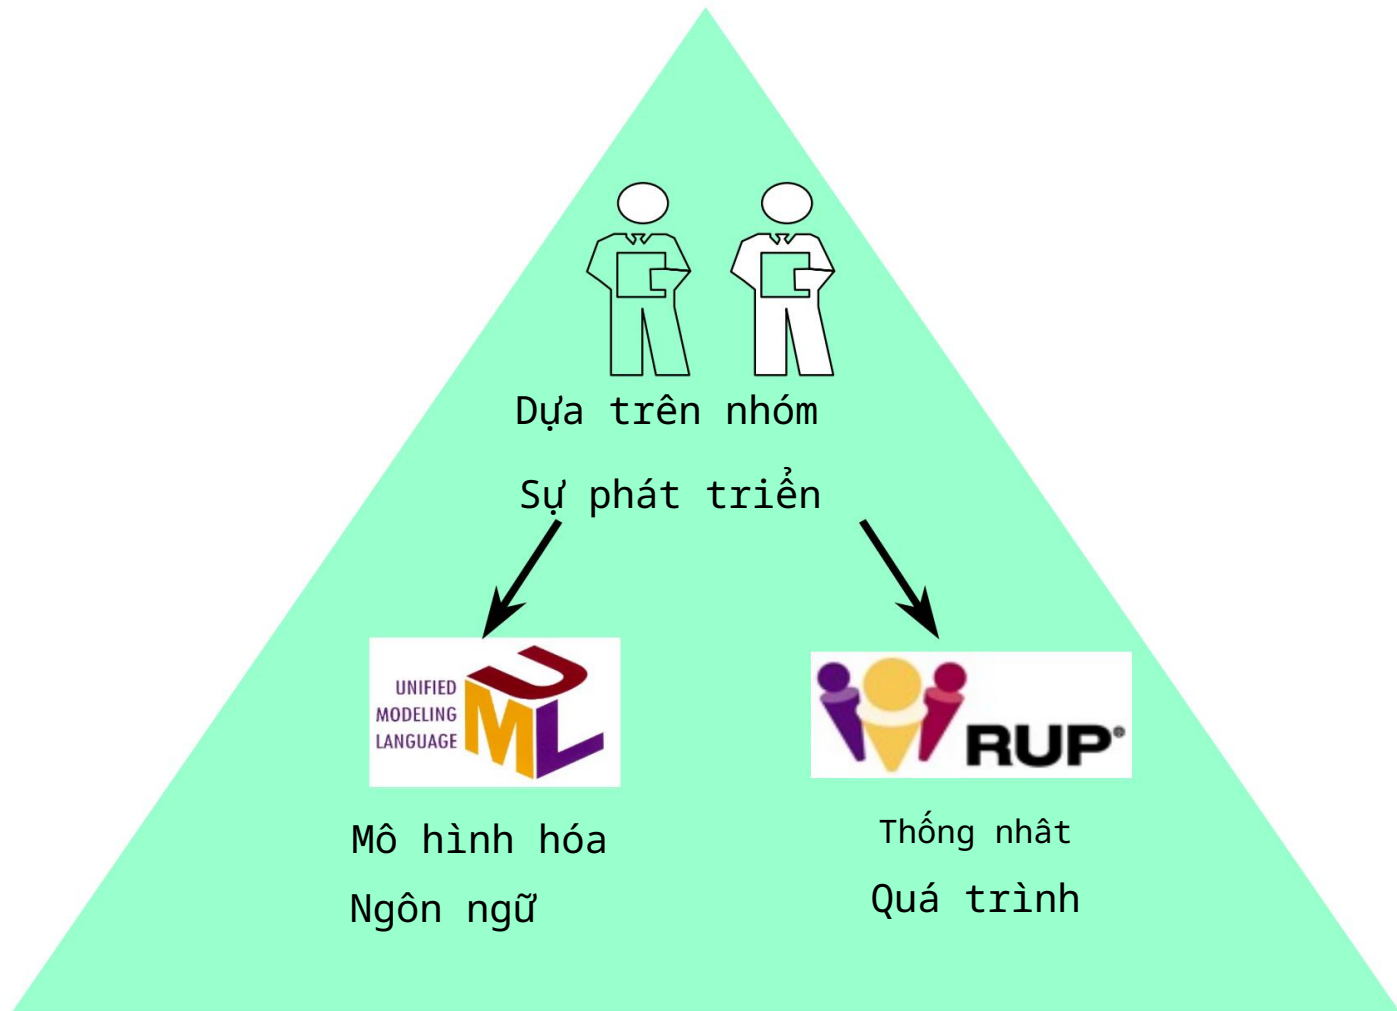 Dựa trên nhóm
Sự phát triển
UNIFIED
MODELING
LANGUAGE
UML
Mô hình hóa
Ngôn ngữ
RUP®
Thống nhât
Quá trình